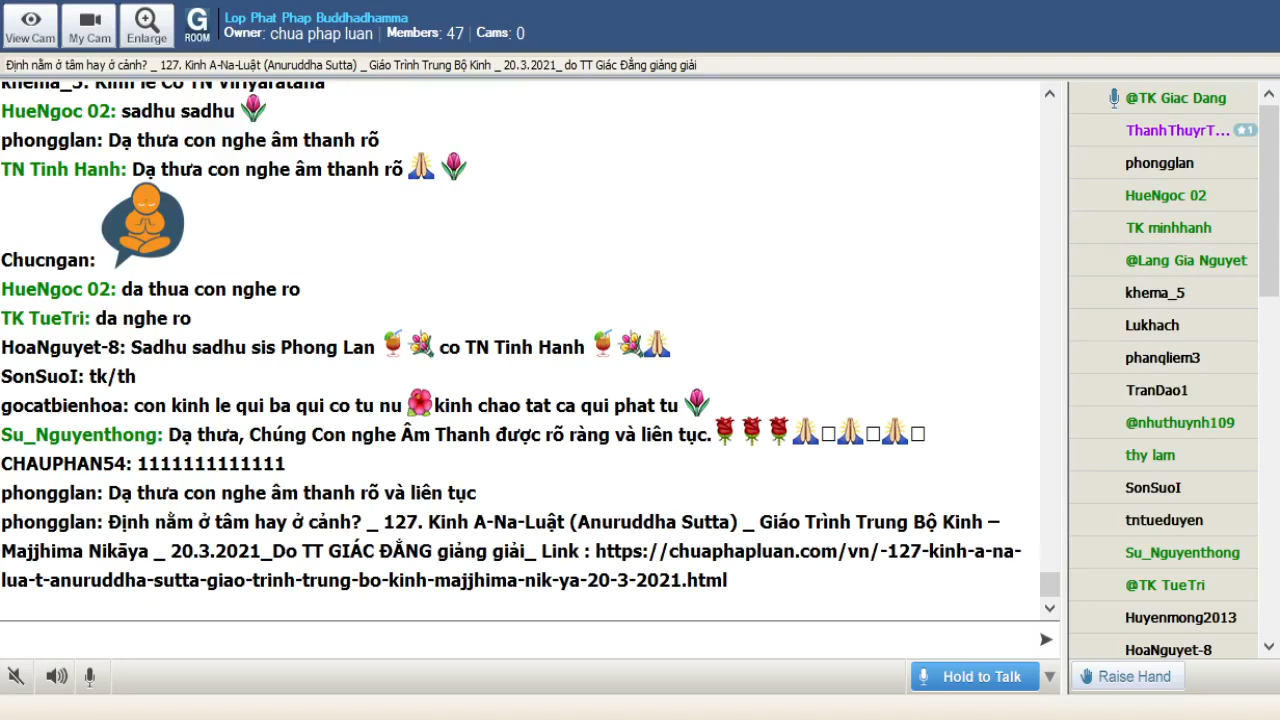 View Cam
My Cam
Enlarge
G
ROOM
Lop Phat Phap Buddhadhamma
Owner: chua phap luan | Members: 47 | Cams: 0
Định nằm ở tâm hay ở cảnh? _ 127. Kinh A-Na-Luật (Anuruddha Sutta) _ Giáo Trình Trung Bộ Kinh _ 20.3.2021_ do TT Giác Đẳng giảng giải
khema_5: Kinh le Co TN Viriyaratana
HueNgoc 02: sadhu sadhu
phongglan: Dạ thưa con nghe âm thanh rõ
TN Tinh Hanh: Dạ thưa con nghe âm thanh rõ
Chucngan:
HueNgoc 02: da thua con nghe ro
TK TueTri: da nghe ro
HoaNguyet-8: Sadhu sadhu sis Phong Lan co TN Tinh Hanh
SonSuoI: tk/th
gocatbienhoa: con kinh le qui ba qui co tu nu kinh chao tat ca qui phat tu
Su_Nguyenthong: Dạ thưa, Chúng Con nghe Âm Thanh được rõ ràng và liên tục.
CHAUPHAN54: 1111111111111
phongglan: Dạ thưa con nghe âm thanh rõ và liên tục
phongglan: Định nằm ở tâm hay ở cảnh? _ 127. Kinh A-Na-Luật (Anuruddha Sutta) _ Giáo Trình Trung Bộ Kinh –
Majjhima Nikāya _ 20.3.2021_Do TT GIÁC ĐẲNG giảng giải_ Link : https://chuaphapluan.com/vn/-127-kinh-a-na-
lua-t-anuruddha-sutta-giao-trinh-trung-bo-kinh-majjhima-nik-ya-20-3-2021.html
@TK Giac Dang
ThanhThuyrT... ★1
phongglan
HueNgoc 02
TK minhhanh
@Lang Gia Nguyet
khema_5
Lukhach
phanqliem3
TranDao1
@nhuthuynh109
thy lam
SonSuoI
tntueduyen
Su_Nguyenthong
@TK TueTri
Huyenmong2013
HoaNguyet-8
Hold to Talk
Raise Hand